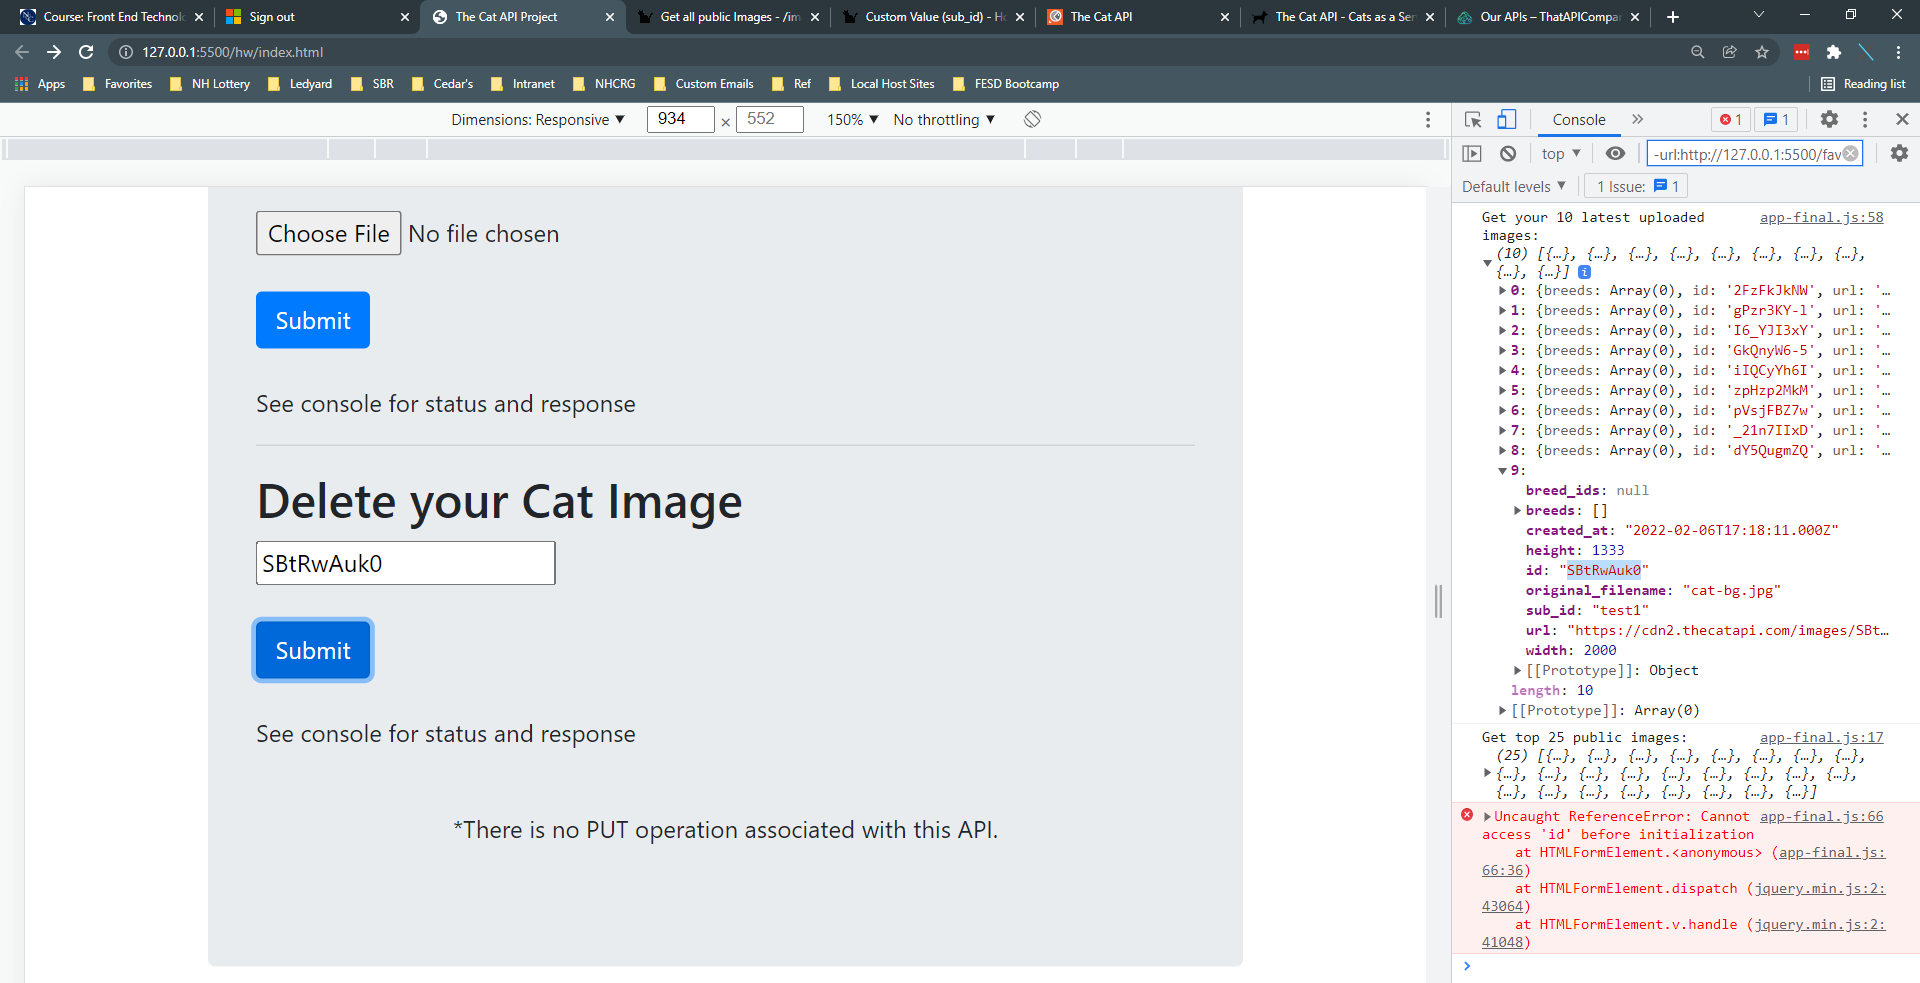 Course: Front End Technol
Sign out
The Cat API Project
Get all public Images - /im
Custom Value (sub_id) - Ho
The Cat API
The Cat API - Cats as a Ser
Our APIs – ThatAPICompa
127.0.0.1:5500/hw/index.html
Apps
Favorites
NH Lottery
Ledyard
SBR
Cedar's
Intranet
NHCRG
Custom Emails
Ref
Local Host Sites
FESD Bootcamp
Reading list
Dimensions: Responsive ▼ 934 × 552 150% ▼ No throttling ▼
Choose File No file chosen
Submit
See console for status and response
Delete your Cat Image
SBtRwAuk0
Submit
See console for status and response
*There is no PUT operation associated with this API.
Console » 1 1
top ▼ -url:http://127.0.0.1:5500/fav
Default levels ▼ 1 Issue: 1
Get your 10 latest uploaded app-final.js:58
images:
(10) [{…}, {…}, {…}, {…}, {…}, {…}, {…}, {…},
{…}, {…}] i
0: {breeds: Array(0), id: '2FzFkJkNW', url: '…
1: {breeds: Array(0), id: 'gPzr3KY-l', url: '…
2: {breeds: Array(0), id: 'I6_YJI3xY', url: '…
3: {breeds: Array(0), id: 'GkQnyW6-5', url: '…
4: {breeds: Array(0), id: 'iIQCyYh6I', url: '…
5: {breeds: Array(0), id: 'zpHzp2MkM', url: '…
6: {breeds: Array(0), id: 'pVsjFBZ7w', url: '…
7: {breeds: Array(0), id: '_21n7IIxD', url: '…
8: {breeds: Array(0), id: 'dY5QugmZQ', url: '…
9:
breed_ids: null
breeds: []
created_at: "2022-02-06T17:18:11.000Z"
height: 1333
id: "SBtRwAuk0"
original_filename: "cat-bg.jpg"
sub_id: "test1"
url: "https://cdn2.thecatapi.com/images/SBt…
width: 2000
[[Prototype]]: Object
length: 10
[[Prototype]]: Array(0)
Get top 25 public images: app-final.js:17
(25) [{…}, {…}, {…}, {…}, {…}, {…}, {…}, {…},
{…}, {…}, {…}, {…}, {…}, {…}, {…}, {…}, {…},
{…}, {…}, {…}, {…}, {…}, {…}, {…}, {…}]
Uncaught ReferenceError: Cannot app-final.js:66
access 'id' before initialization
at HTMLFormElement.<anonymous> (app-final.js:
66:36)
at HTMLFormElement.dispatch (jquery.min.js:2:
43064)
at HTMLFormElement.v.handle (jquery.min.js:2:
41048)